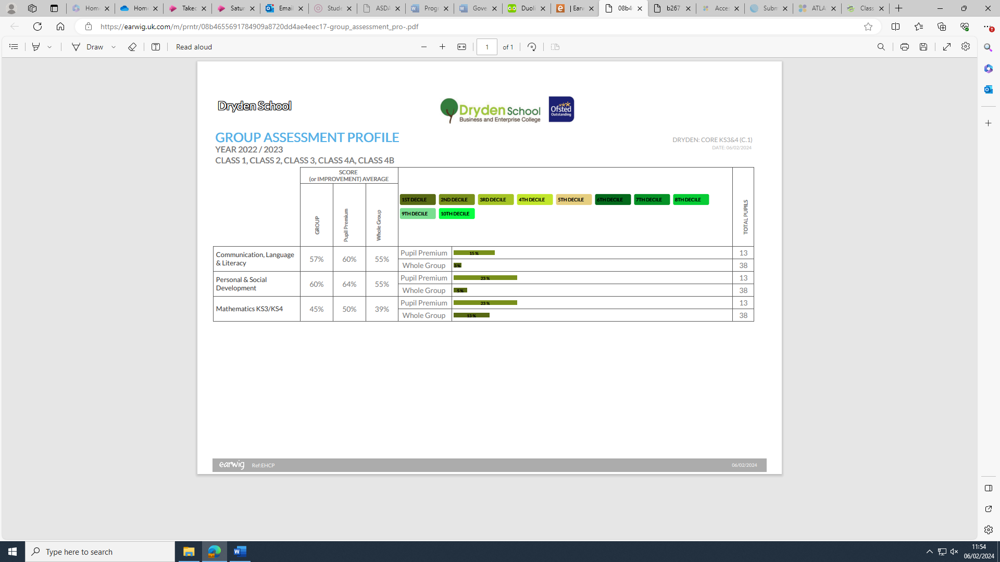 Home
Home
Takec
Satur
Email
Stude
ASDA
Progr
Gove
Duoli
| Earw
08b4
b267
Acce
Subm
ATLA
Class
https://earwig.uk.com/m/prntr/08b4655691784909a8720dd4ae4eec17-group_assessment_pro-.pdf
Draw
Read aloud
1 of 1
Dryden School
Dryden School
Business and Enterprise College
Ofsted
Outstanding
GROUP ASSESSMENT PROFILE
YEAR 2022 / 2023
CLASS 1, CLASS 2, CLASS 3, CLASS 4A, CLASS 4B
DRYDEN: CORE KS3&4 (C.1)
DATE: 06/02/2024
SCORE
(or IMPROVEMENT) AVERAGE
GROUP
Pupil Premium
Whole Group
1ST DECILE 2ND DECILE 3RD DECILE 4TH DECILE 5TH DECILE 6TH DECILE 7TH DECILE 8TH DECILE
9TH DECILE 10TH DECILE
TOTAL PUPILS
Communication, Language
& Literacy
57% 60% 55%
Pupil Premium 15 % 13
Whole Group 3 % 38
Personal & Social
Development
60% 64% 55%
Pupil Premium 23 % 13
Whole Group 5 % 38
Mathematics KS3/KS4
45% 50% 39%
Pupil Premium 23 % 13
Whole Group 13 % 38
earwig Ref:EHCP 06/02/2024
Type here to search
11:54
06/02/2024